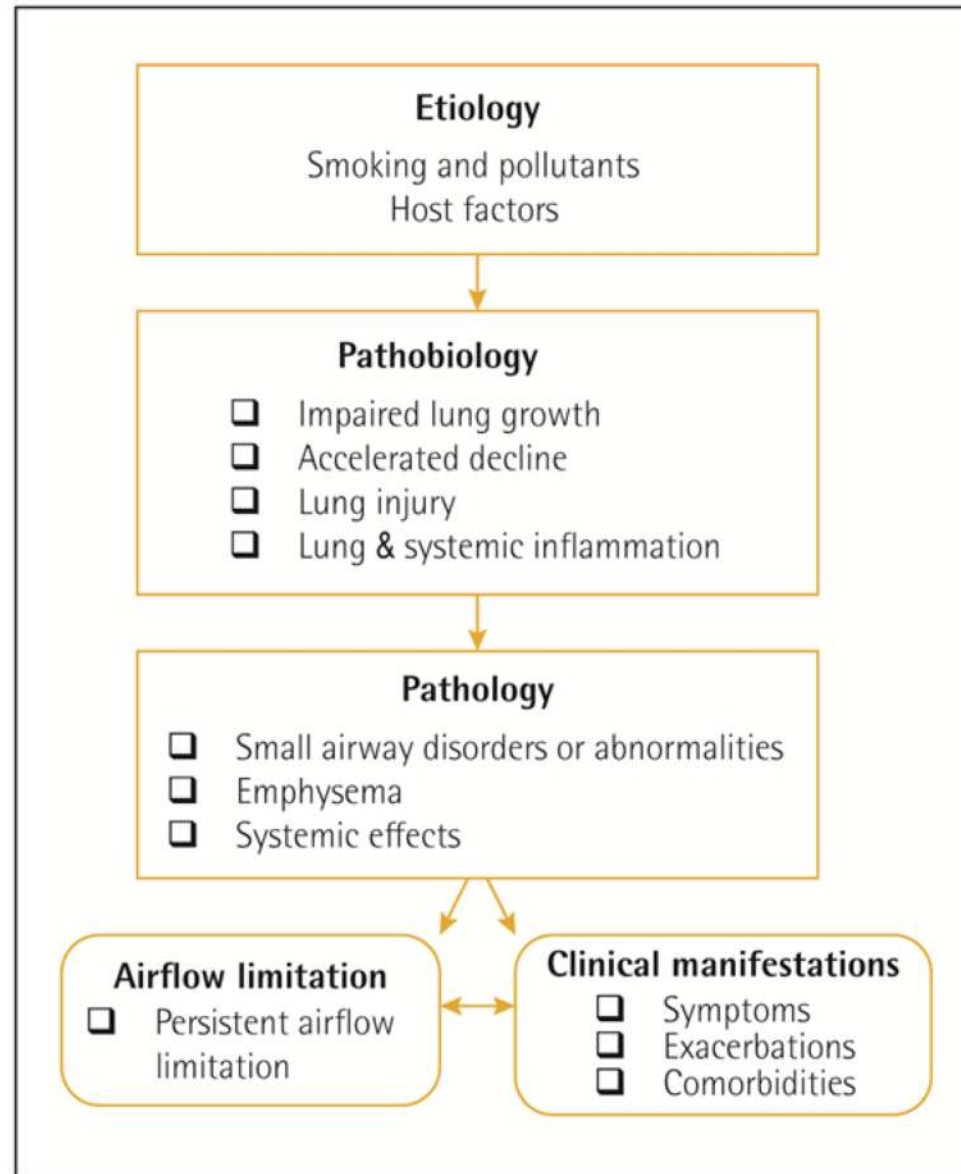 Etiology
Smoking and pollutants
Host factors
Pathobiology
❑ Impaired lung growth
❑ Accelerated decline
❑ Lung injury
❑ Lung & systemic inflammation
Pathology
❑ Small airway disorders or abnormalities
❑ Emphysema
❑ Systemic effects
Airflow limitation
❑ Persistent airflow
limitation
Clinical manifestations
❑ Symptoms
❑ Exacerbations
❑ Comorbidities